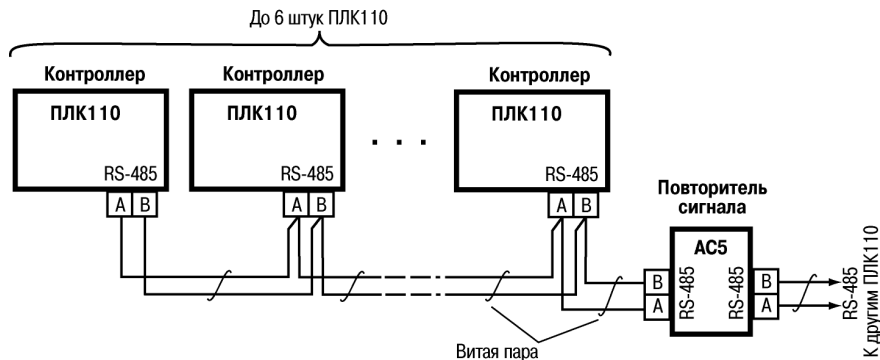 До 6 штук ПЛК110
Контроллер
Контроллер
Контроллер
ПЛК110
ПЛК110
ПЛК110
. . .
RS-485
RS-485
RS-485
A B
A B
A B
Повторитель
сигнала
АС5
B
A
RS-485
RS-485
B
A
RS-485
К другим ПЛК110
Витая пара